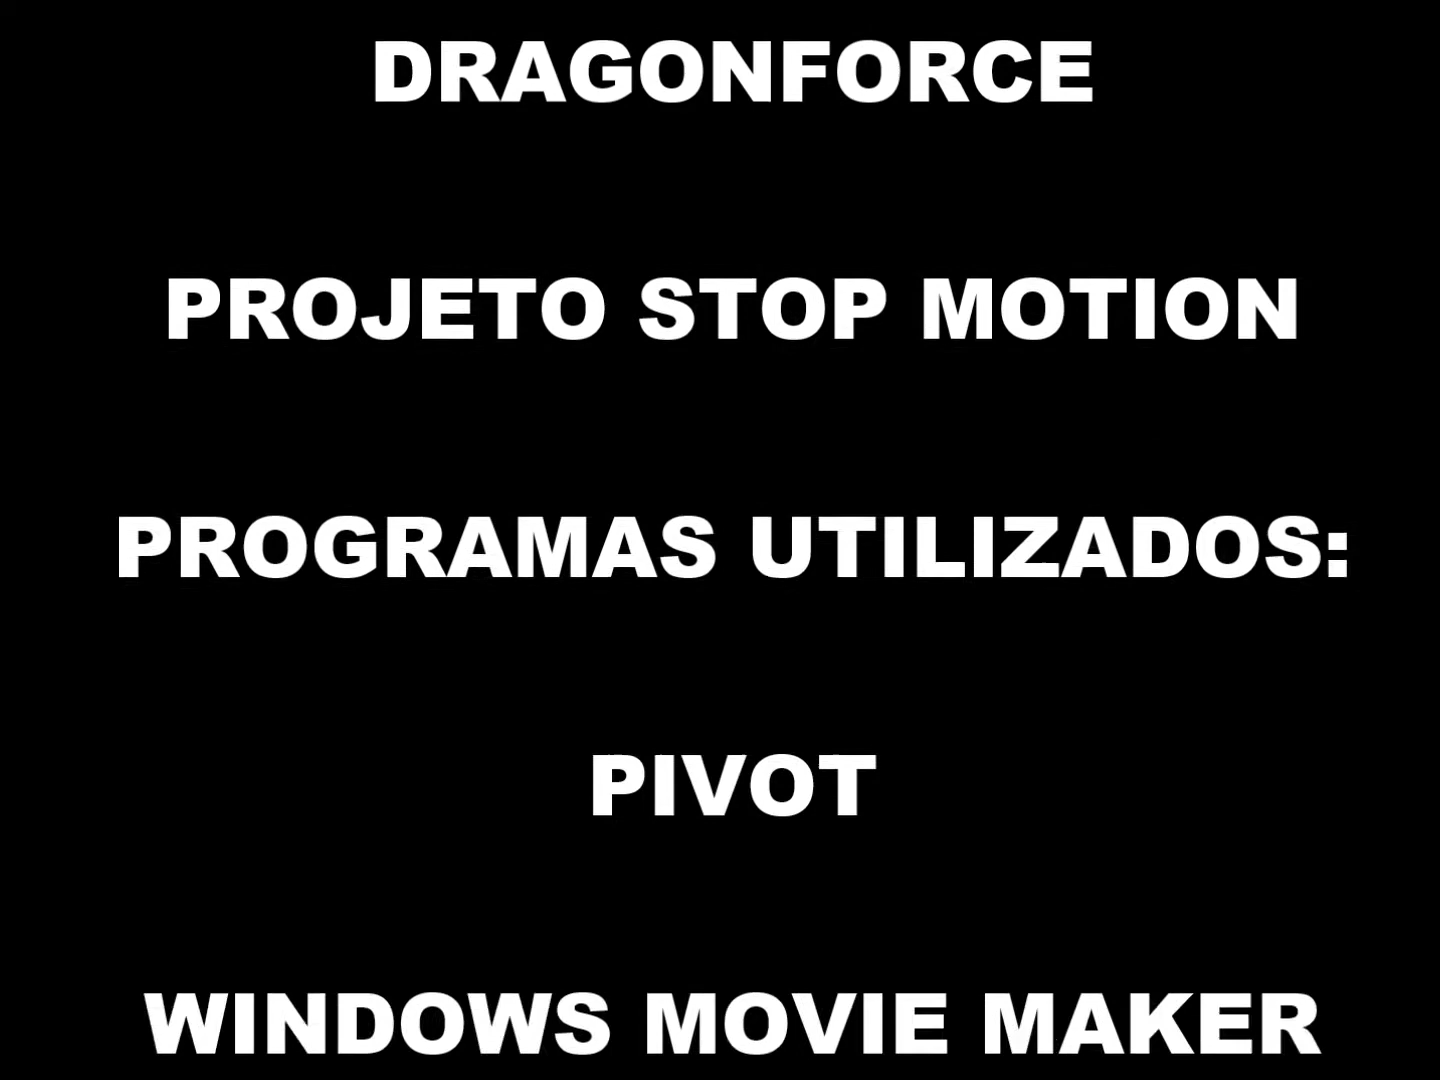 DRAGONFORCE
PROJETO STOP MOTION
PROGRAMAS UTILIZADOS:
PIVOT
WINDOWS MOVIE MAKER